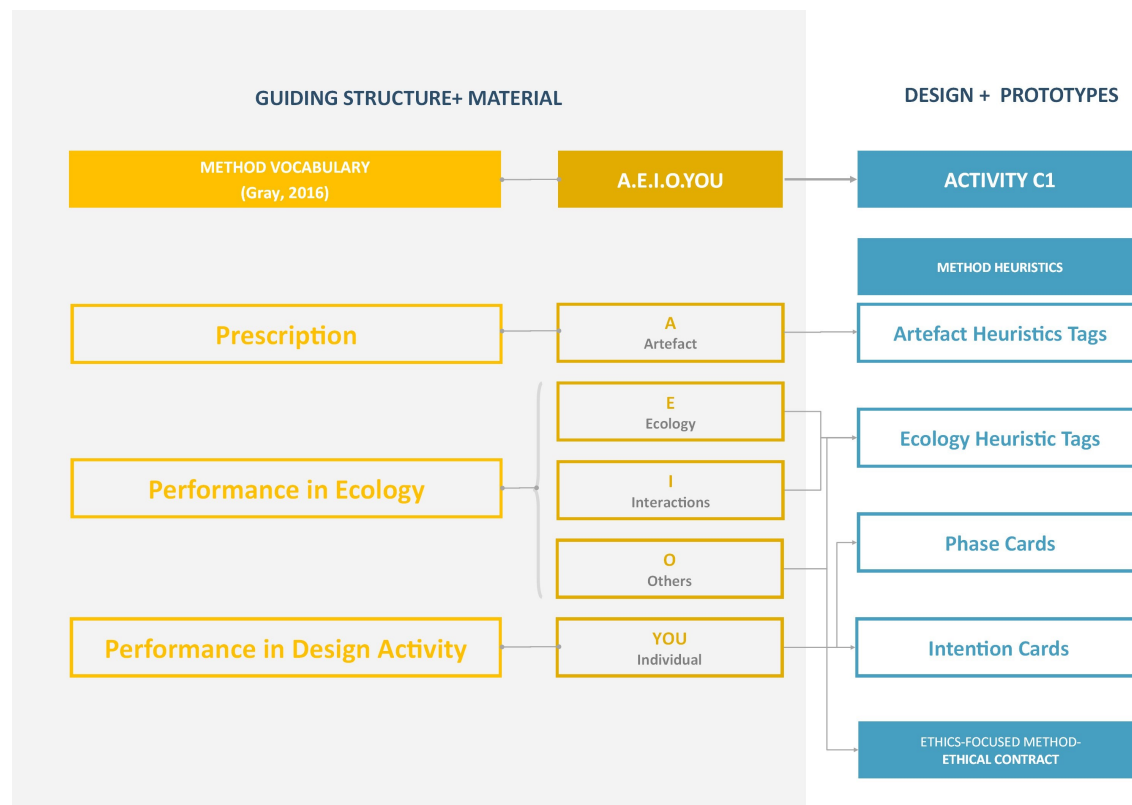 GUIDING STRUCTURE+ MATERIAL
DESIGN + PROTOTYPES
METHOD VOCABULARY
(Gray, 2016)
A.E.I.O.YOU
ACTIVITY C1
METHOD HEURISTICS
Prescription
A
Artefact
Artefact Heuristics Tags
E
Ecology
Ecology Heuristic Tags
Performance in Ecology
I
Interactions
Phase Cards
O
Others
Performance in Design Activity
YOU
Individual
Intention Cards
ETHICS-FOCUSED METHOD-
ETHICAL CONTRACT